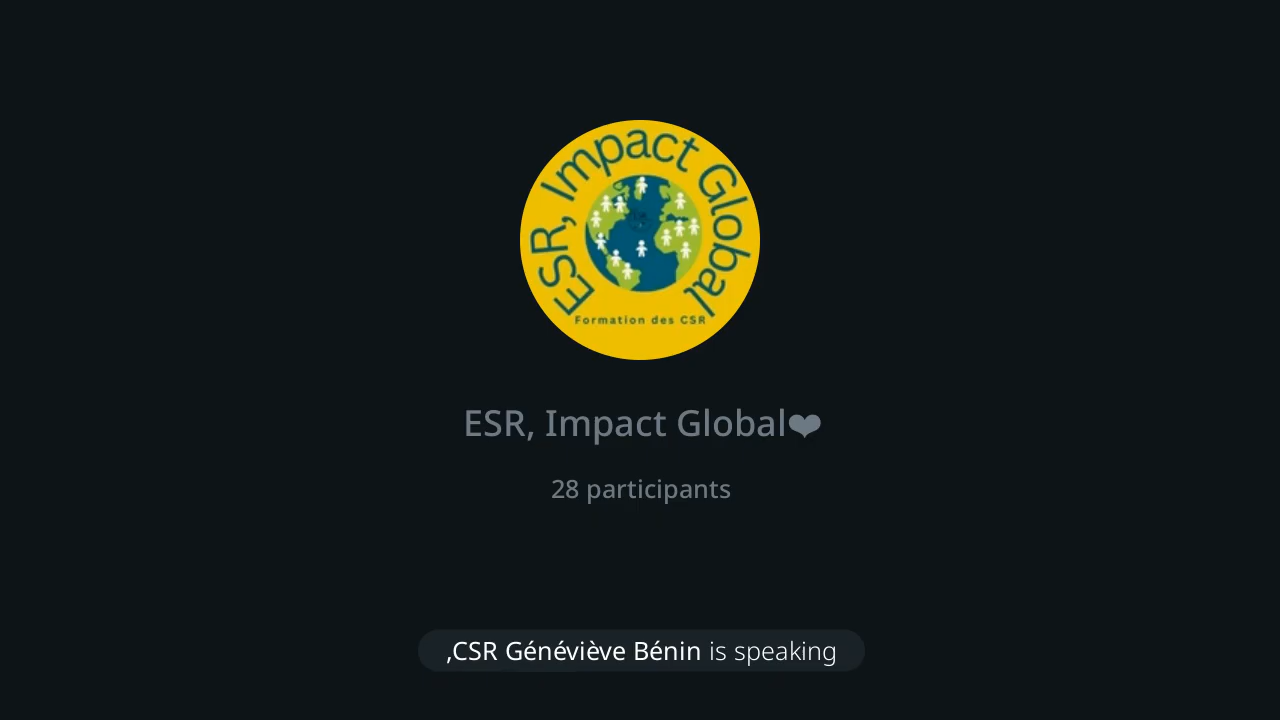 ESR, Impact Global
Formation des CSR
ESR, Impact Global❤
28 participants
,CSR Généviève Bénin is speaking